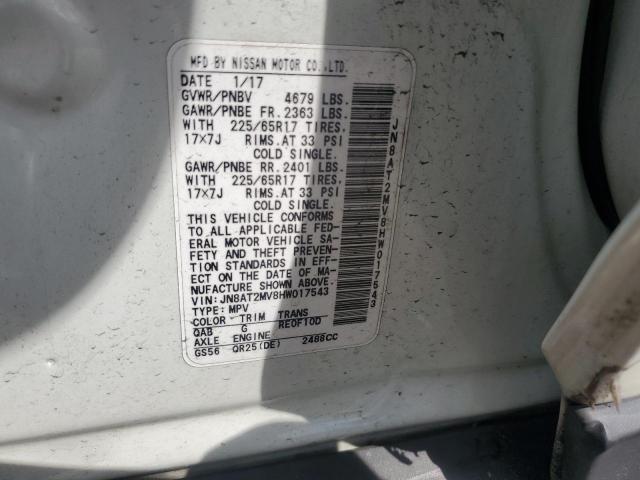 MFD BY NISSAN MOTOR CO.,LTD.
DATE 1/17
GVWR/PNBV 4679 LBS.
GAWR/PNBE FR. 2363 LBS.
WITH 225/65R17 TIRES.
17×7J RIMS.AT 33 PSI
COLD SINGLE.
GAWR/PNBE RR. 2401 LBS.
WITH 225/65R17 TIRES.
17×7J RIMS.AT 33 PSI
COLD SINGLE.
THIS VEHICLE CONFORMS
TO ALL APPLICABLE FED-
ERAL MOTOR VEHICLE SA-
FETY AND THEFT PREVEN-
TION STANDARDS IN EFF-
ECT ON THE DATE OF MA-
NUFACTURE SHOWN ABOVE.
VIN: JN8AT2MV8HW017543
TYPE: MPV
COLOR TRIM TRANS
QAB G RE0F10D
AXLE ENGINE
GS56 QR25(DE) 2488CC
JN8AT2MV8HW017543